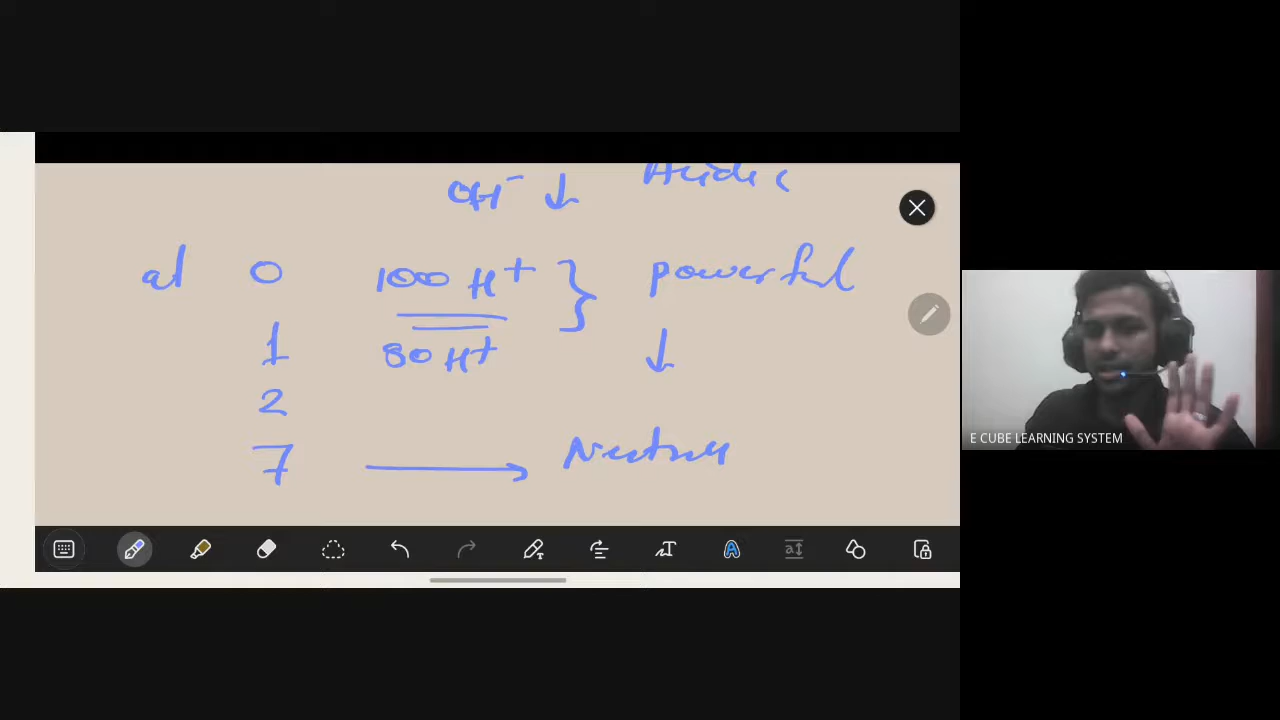 OH⁻ ↓ Acidic
at 0 100 H⁺ } powerful
1 80 H⁺ ↓
2
7 → Neutral
E CUBE LEARNING SYSTEM